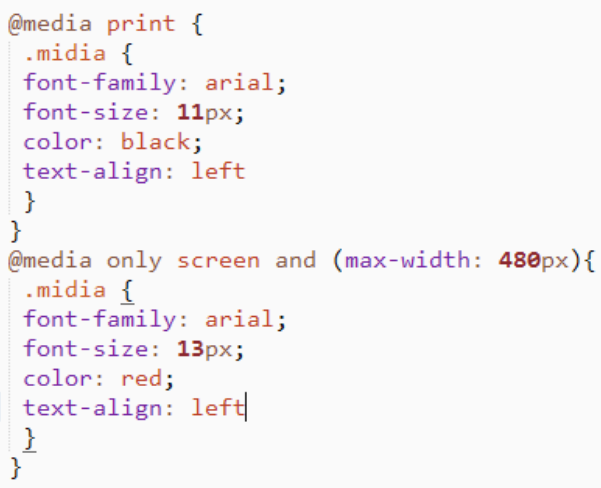 @media print {
.midia {
font-family: arial;
font-size: 11px;
color: black;
text-align: left
}
}
@media only screen and (max-width: 480px){
.midia {
font-family: arial;
font-size: 13px;
color: red;
text-align: left
}
}